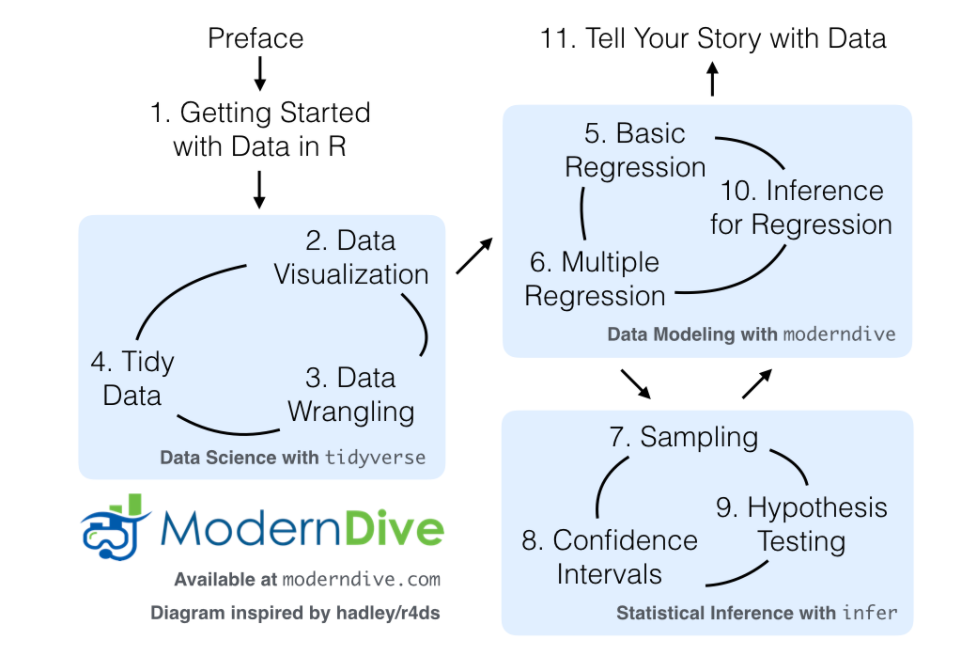 Preface
1. Getting Started
with Data in R
2. Data
Visualization
3. Data
Wrangling
4. Tidy
Data
Data Science with tidyverse
11. Tell Your Story with Data
5. Basic
Regression
10. Inference
for Regression
6. Multiple
Regression
Data Modeling with moderndive
7. Sampling
9. Hypothesis
Testing
8. Confidence
Intervals
Statistical Inference with infer
ModernDive
Available at moderndive.com
Diagram inspired by hadley/r4ds